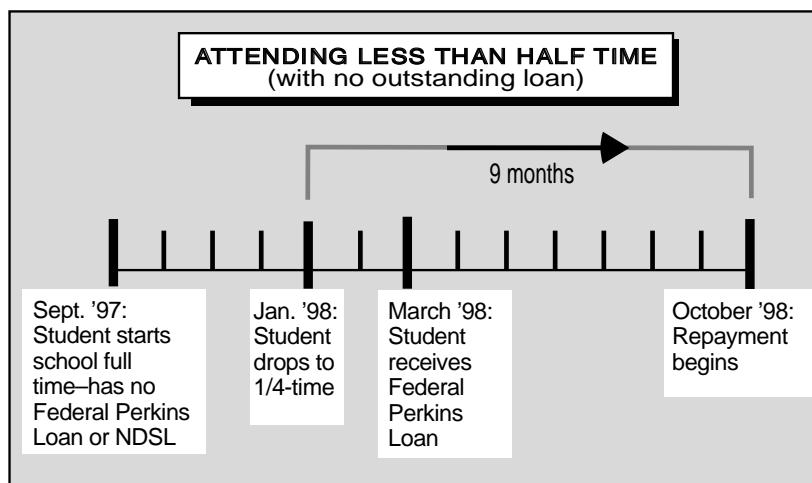 ATTENDING LESS THAN HALF TIME
(with no outstanding loan)
9 months
Sept. ’97:
Student starts
school full
time–has no
Federal Perkins
Loan or NDSL
Jan. ’98:
Student
drops to
1/4-time
March ’98:
Student
receives
Federal
Perkins
Loan
October ’98:
Repayment
begins